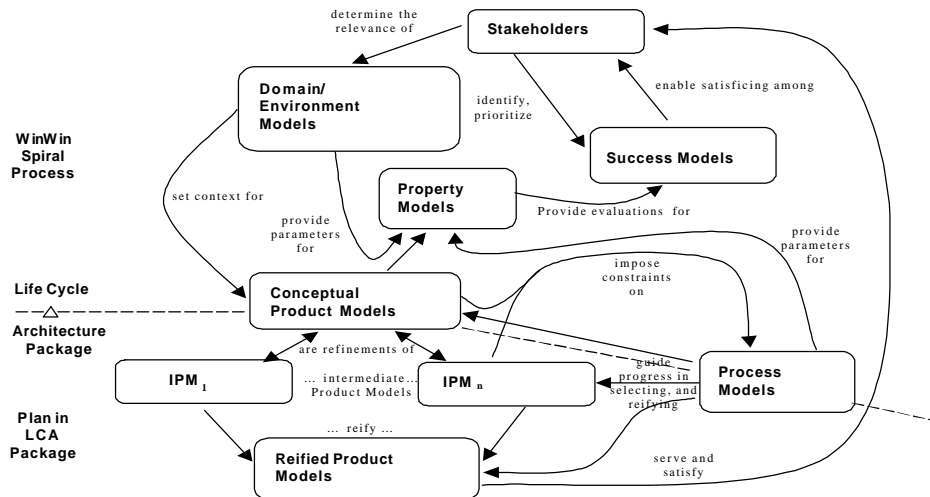 determine the
relevance of
Stakeholders
Domain/
Environment
Models
enable satisficing among
identify,
prioritize
WinWin
Spiral
Process
Success Models
Property
Models
set context for
Provide evaluations for
provide
parameters
for
provide
parameters
for
impose
constraints
on
Life Cycle
Conceptual
Product Models
Architecture
Package
are refinements of
IPM 1
... intermediate...
Product Models
IPM n
guide
progress in
selecting, and
reifying
Process
Models
Plan in
LCA
Package
... reify ...
Reified Product
Models
serve and
satisfy